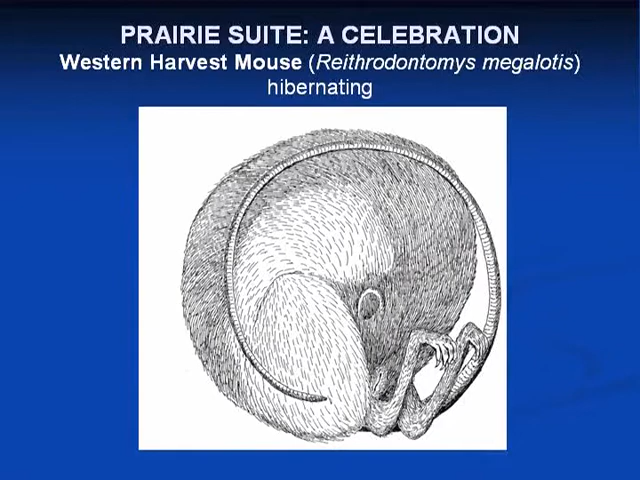 PRAIRIE SUITE: A CELEBRATION
Western Harvest Mouse (Reithrodontomys megalotis)
hibernating